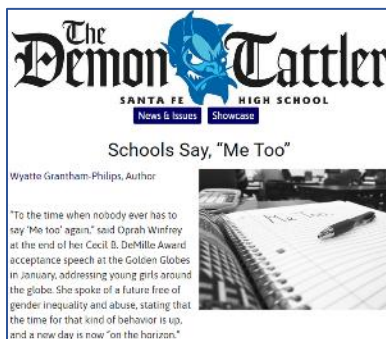 The
Demon Tattler
SANTA FE HIGH SCHOOL
News & Issues Showcase
Schools Say, "Me Too"
Wyatte Grantham-Philips, Author
"To the time when nobody ever has to
say 'Me too' again," said Oprah Winfrey
at the end of her Cecil B. DeMille Award
acceptance speech at the Golden Globes
in January, addressing young girls around
the globe. She spoke of a future free of
gender inequality and abuse, stating that
the time for that kind of behavior is up,
and a new day is now "on the horizon."
Me Too